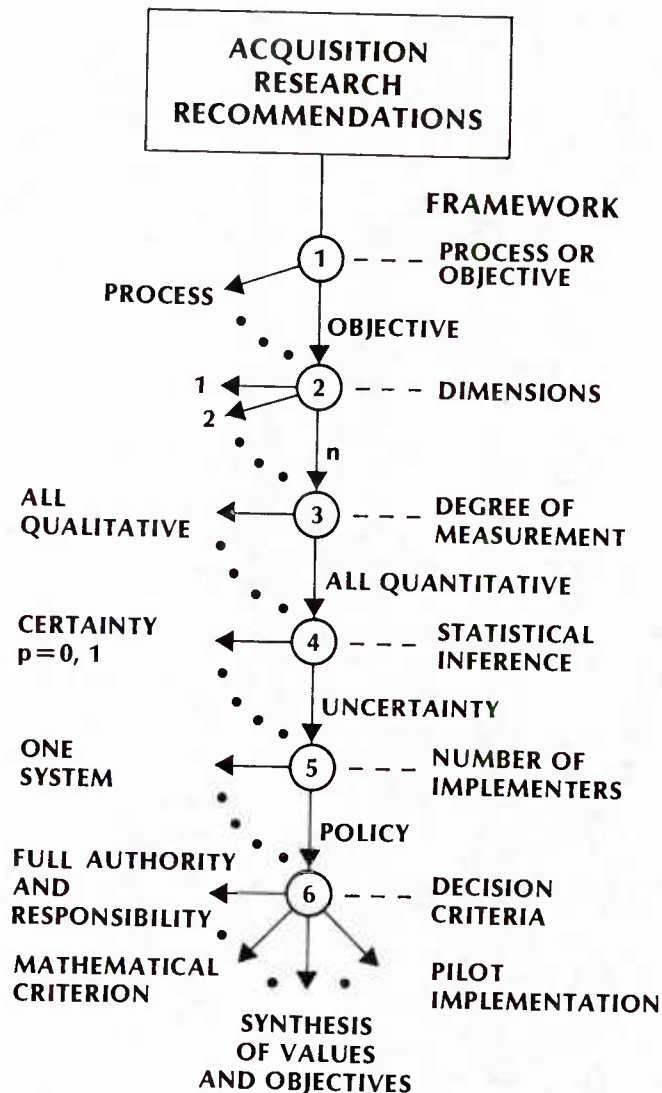 ACQUISITION
RESEARCH
RECOMMENDATIONS
FRAMEWORK
1
PROCESS OR
OBJECTIVE
PROCESS
OBJECTIVE
2
DIMENSIONS
1
2
n
3
DEGREE OF
MEASUREMENT
ALL
QUALITATIVE
ALL QUANTITATIVE
4
STATISTICAL
INFERENCE
CERTAINTY
p=0, 1
UNCERTAINTY
5
NUMBER OF
IMPLEMENTERS
ONE
SYSTEM
POLICY
6
DECISION
CRITERIA
FULL AUTHORITY
AND
RESPONSIBILITY
MATHEMATICAL
CRITERION
PILOT
IMPLEMENTATION
SYNTHESIS
OF VALUES
AND OBJECTIVES